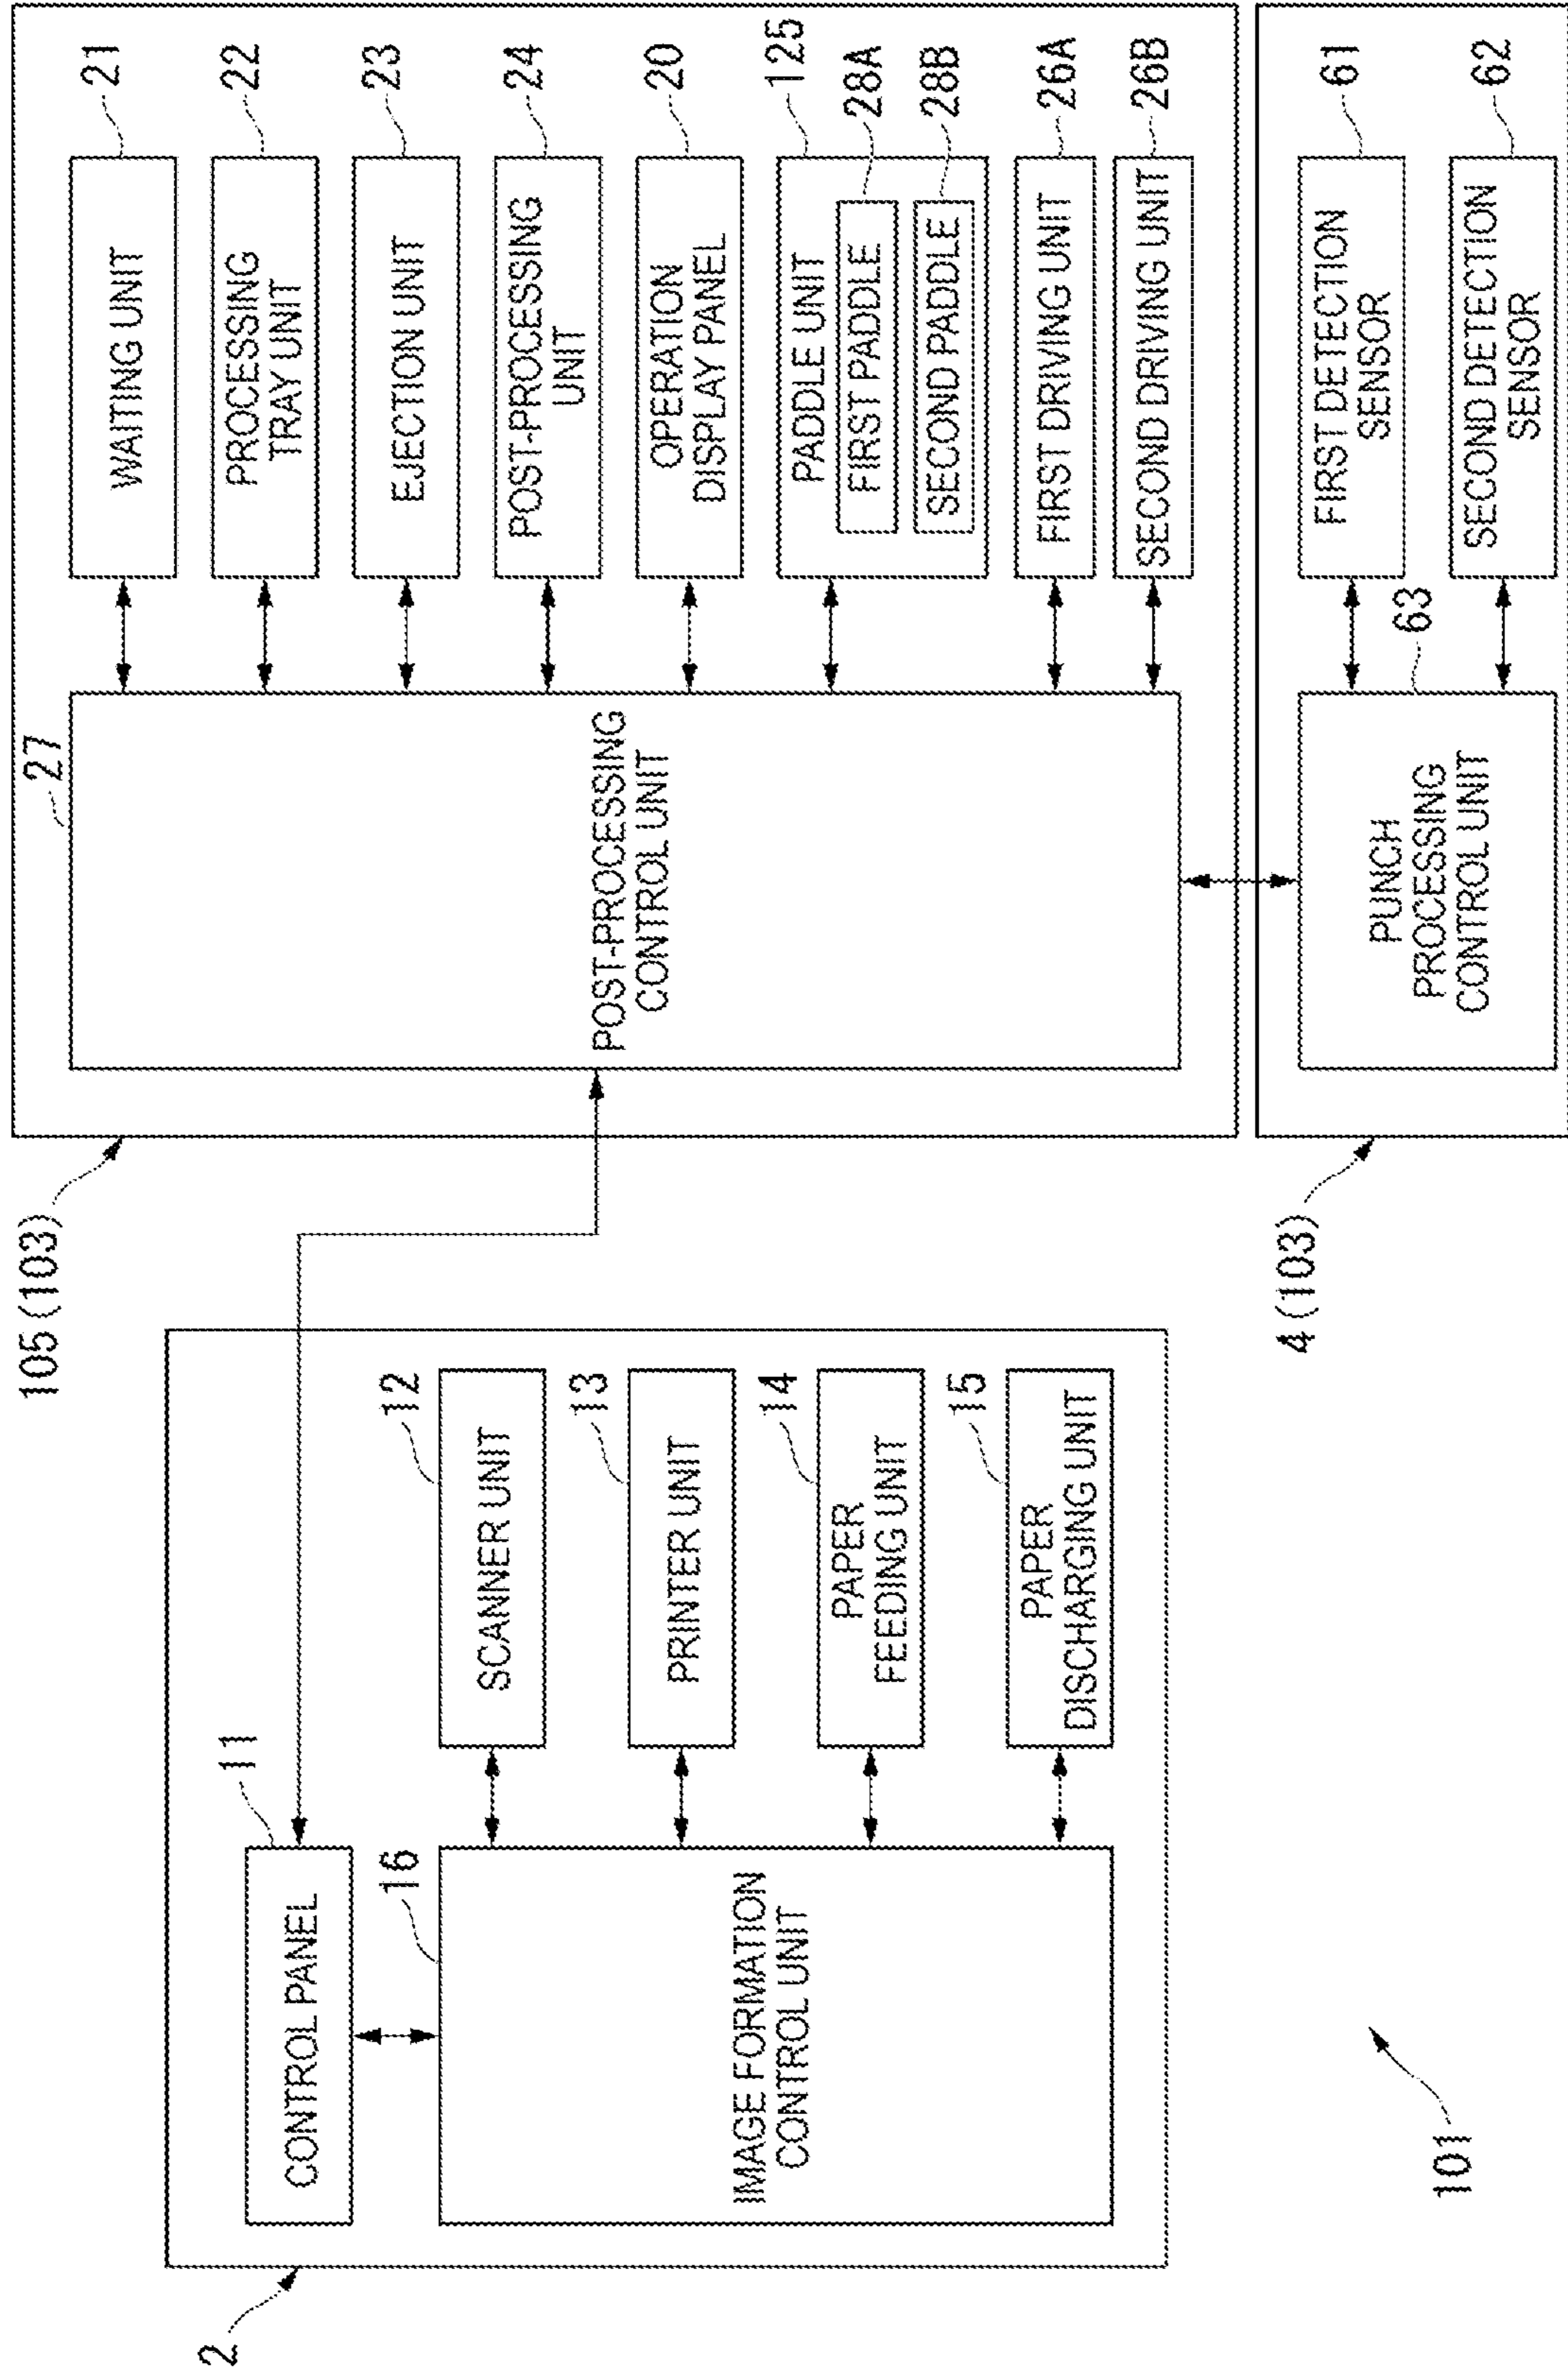 105 (103)
27
POST-PROCESSING
CONTROL UNIT
WAITING UNIT
21
PROCESSING
TRAY UNIT
22
EJECTION UNIT
23
POST-PROCESSING
UNIT
24
OPERATION
DISPLAY PANEL
20
PADDLE UNIT
125
FIRST PADDLE
28A
SECOND PADDLE
28B
FIRST DRIVING UNIT
26A
SECOND DRIVING UNIT
26B
2
CONTROL PANEL
11
16
IMAGE FORMATION
CONTROL UNIT
SCANNER UNIT
12
PRINTER UNIT
13
PAPER
FEEDING UNIT
14
PAPER
DISCHARGING UNIT
15
4 (103)
PUNCH
PROCESSING
CONTROL UNIT
63
FIRST DETECTION
SENSOR
61
SECOND DETECTION
SENSOR
62
101